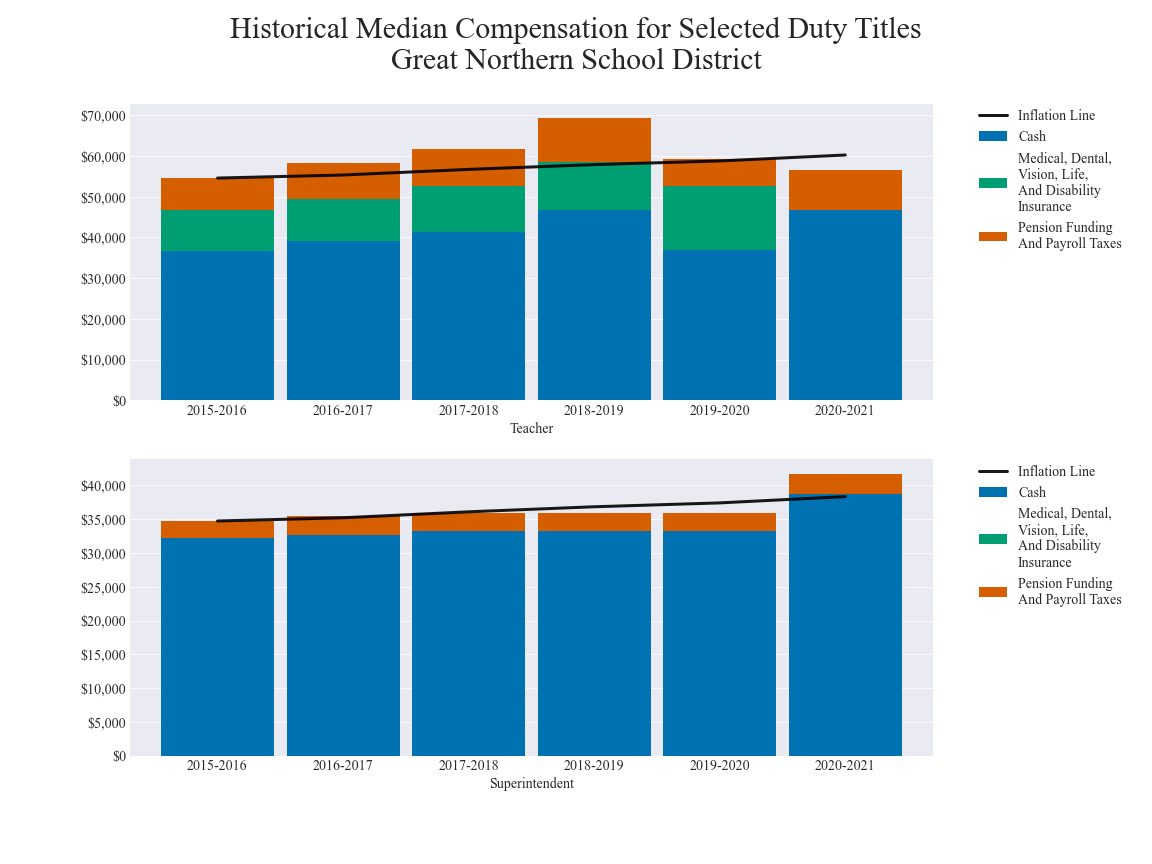 Historical Median Compensation for Selected Duty Titles
Great Northern School District
$70,000
$60,000
$50,000
$40,000
$30,000
$20,000
$10,000
$0
2015-2016
2016-2017
2017-2018
2018-2019
2019-2020
2020-2021
Teacher
Inflation Line
Cash
Medical, Dental,
Vision, Life,
And Disability
Insurance
Pension Funding
And Payroll Taxes
$40,000
$35,000
$30,000
$25,000
$20,000
$15,000
$10,000
$5,000
$0
2015-2016
2016-2017
2017-2018
2018-2019
2019-2020
2020-2021
Superintendent
Inflation Line
Cash
Medical, Dental,
Vision, Life,
And Disability
Insurance
Pension Funding
And Payroll Taxes